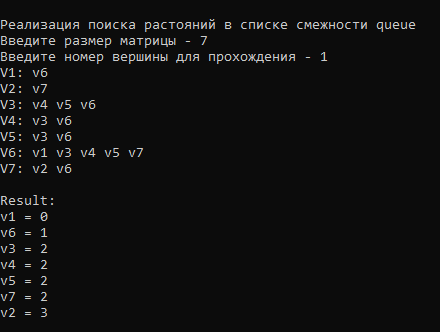 Реализация поиска растояний в списке смежности queue
Введите размер матрицы - 7
Введите номер вершины для прохождения - 1
V1: v6
V2: v7
V3: v4 v5 v6
V4: v3 v6
V5: v3 v6
V6: v1 v3 v4 v5 v7
V7: v2 v6
Result:
v1 = 0
v6 = 1
v3 = 2
v4 = 2
v5 = 2
v7 = 2
v2 = 3